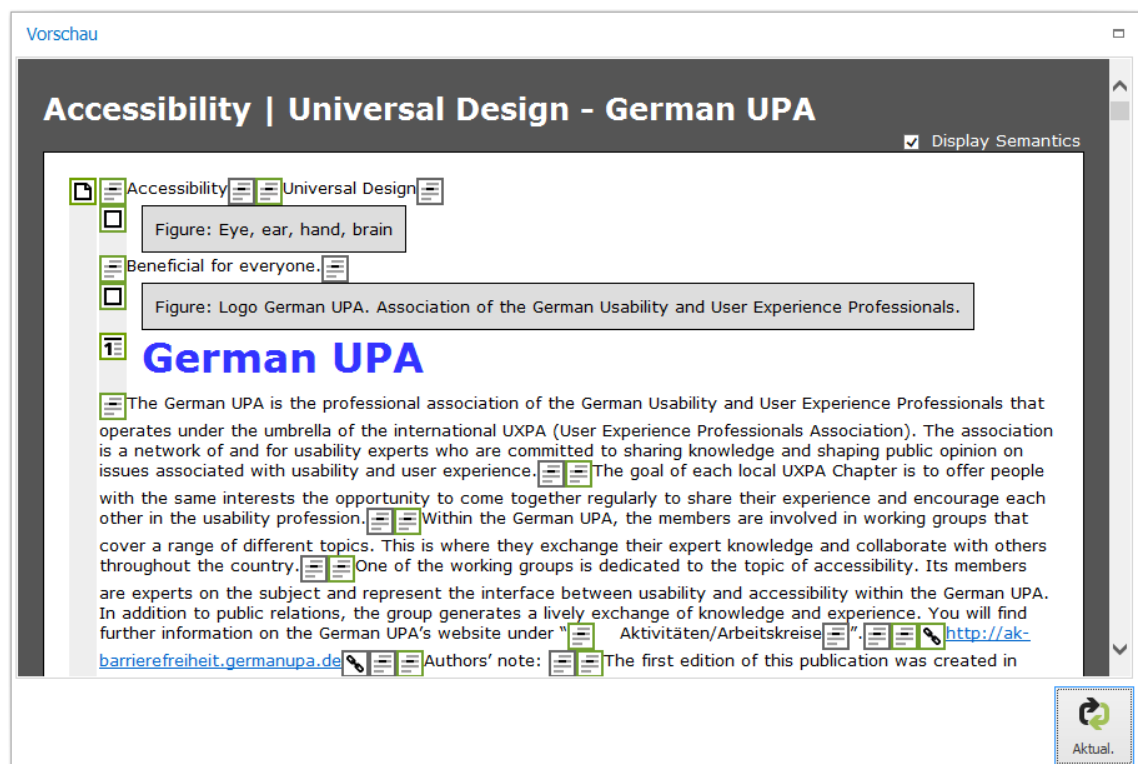 Vorschau
Accessibility | Universal Design - German UPA
Display Semantics
Accessibility Universal Design
Figure: Eye, ear, hand, brain
Beneficial for everyone.
Figure: Logo German UPA. Association of the German Usability and User Experience Professionals.
1
German UPA
The German UPA is the professional association of the German Usability and User Experience Professionals that
operates under the umbrella of the international UXPA (User Experience Professionals Association). The association
is a network of and for usability experts who are committed to sharing knowledge and shaping public opinion on
issues associated with usability and user experience. The goal of each local UXPA Chapter is to offer people
with the same interests the opportunity to come together regularly to share their experience and encourage each
other in the usability profession. Within the German UPA, the members are involved in working groups that
cover a range of different topics. This is where they exchange their expert knowledge and collaborate with others
throughout the country. One of the working groups is dedicated to the topic of accessibility. Its members
are experts on the subject and represent the interface between usability and accessibility within the German UPA.
In addition to public relations, the group generates a lively exchange of knowledge and experience. You will find
further information on the German UPA’s website under “ Aktivitäten/Arbeitskreise ”. http://ak-
barrierefreiheit.germanupa.de Authors’ note: The first edition of this publication was created in
Aktual.